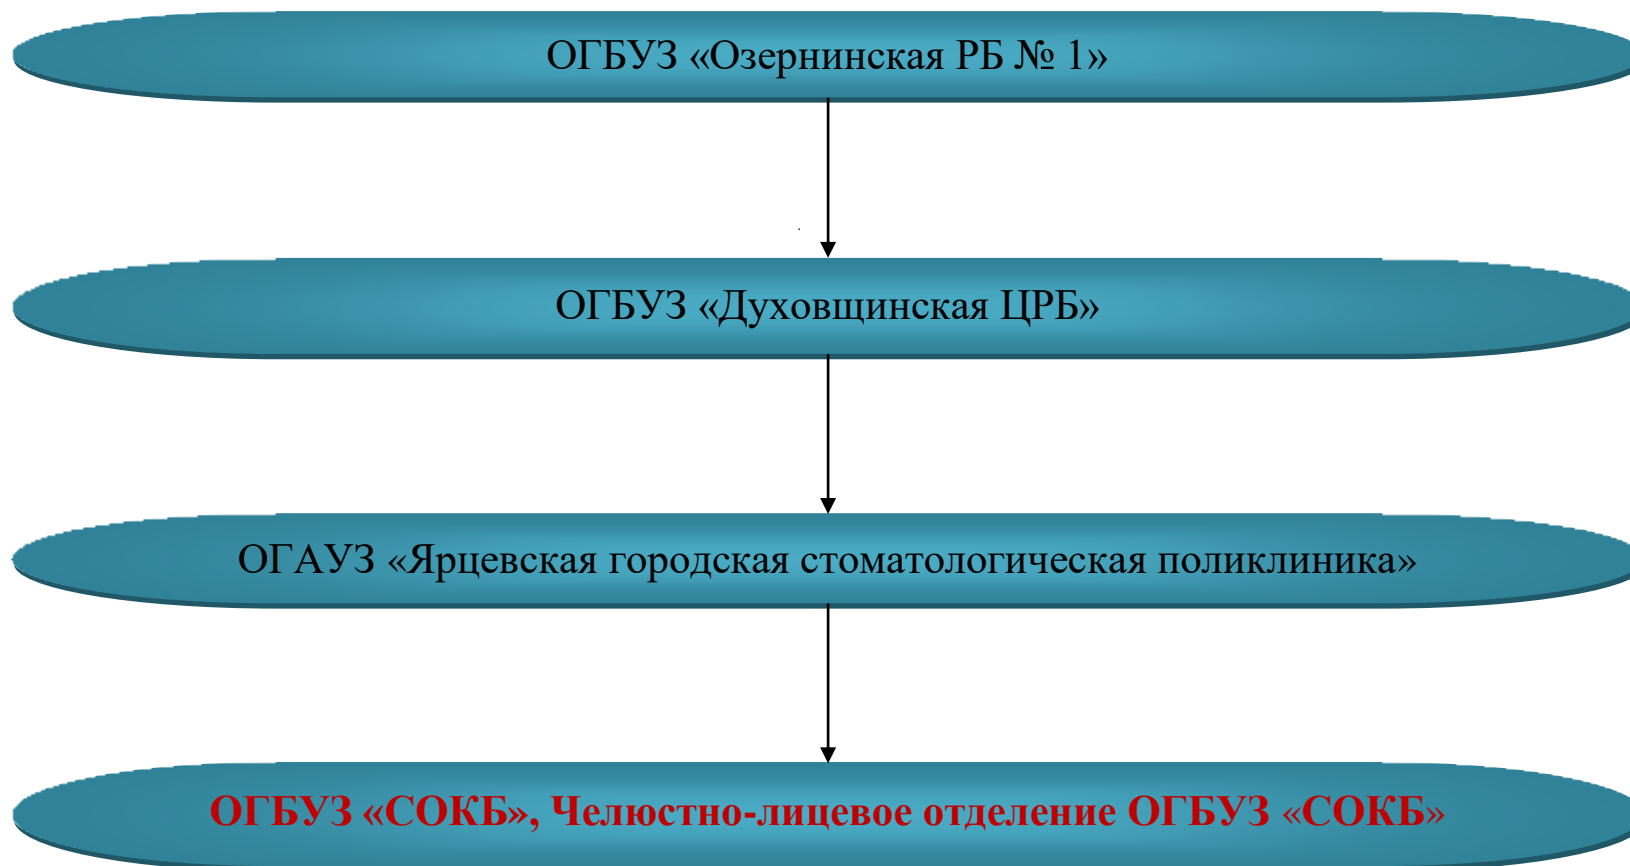 ОГБУЗ «Озернинская РБ № 1»
ОГБУЗ «Духовщинская ЦРБ»
ОГАУЗ «Ярцевская городская стоматологическая поликлиника»
ОГБУЗ «СОКБ», Челюстно-лицевое отделение ОГБУЗ «СОКБ»